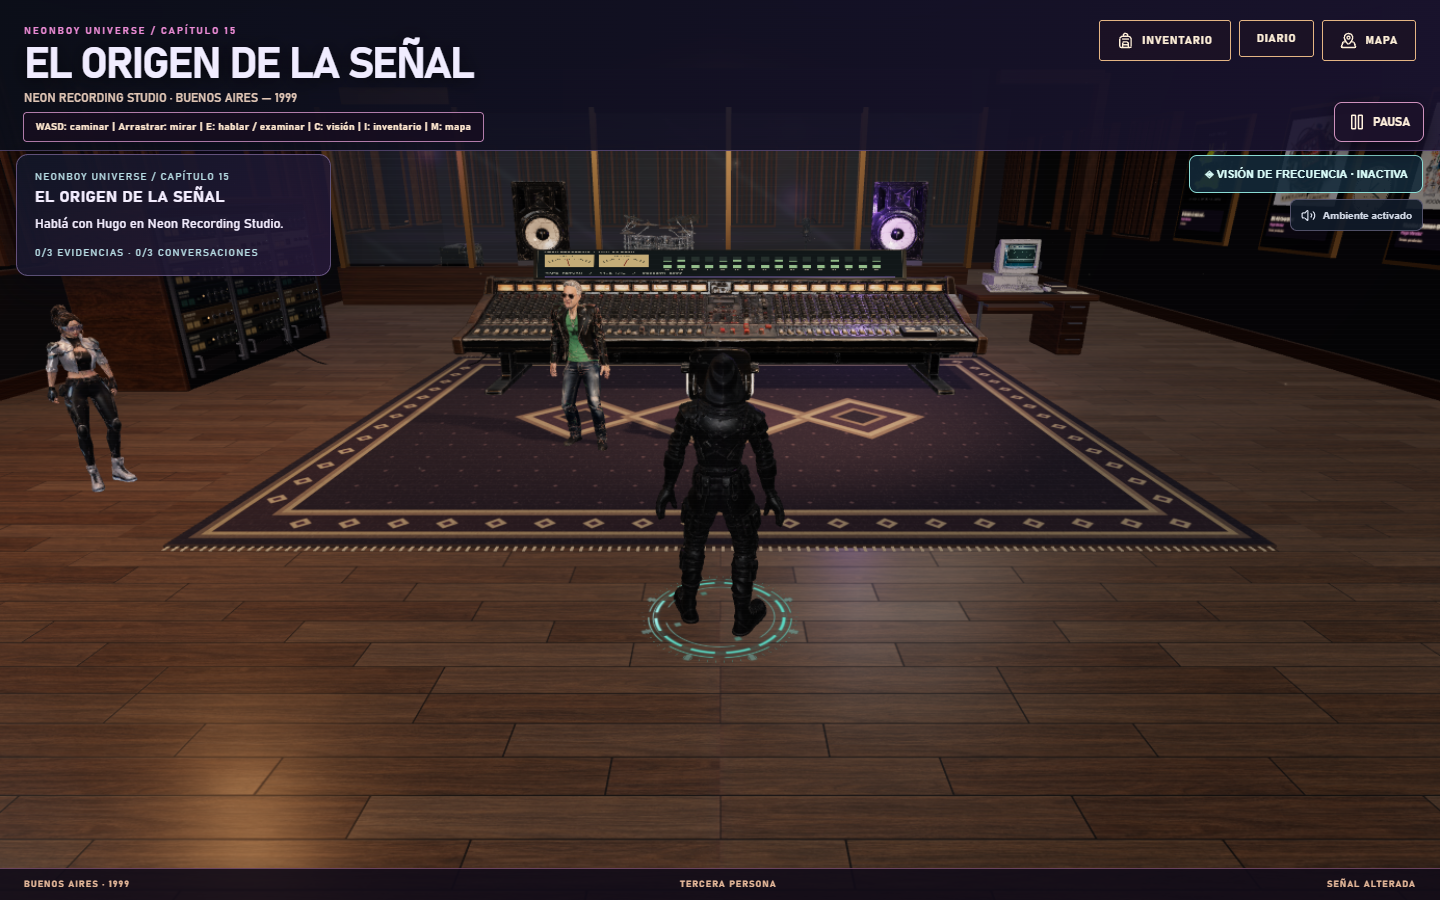 NEONBOY UNIVERSE / CAPÍTULO 15
EL ORIGEN DE LA SEÑAL
NEON RECORDING STUDIO · BUENOS AIRES — 1999
WASD: caminar | Arrastrar: mirar | E: hablar / examinar | C: visión | I: inventario | M: mapa
INVENTARIO
DIARIO
MAPA
PAUSA
NEONBOY UNIVERSE / CAPÍTULO 15
EL ORIGEN DE LA SEÑAL
Hablá con Hugo en Neon Recording Studio.
0/3 EVIDENCIAS · 0/3 CONVERSACIONES
◈ VISIÓN DE FRECUENCIA · INACTIVA
Ambiente activado
BUENOS AIRES · 1999
TERCERA PERSONA
SEÑAL ALTERADA